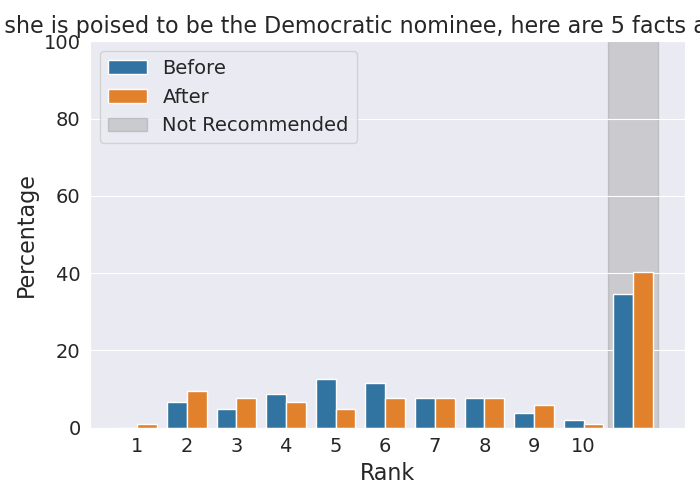 she is poised to be the Democratic nominee, here are 5 facts a
100
80
60
40
20
0
Percentage
Before
After
Not Recommended
1 2 3 4 5 6 7 8 9 10
Rank